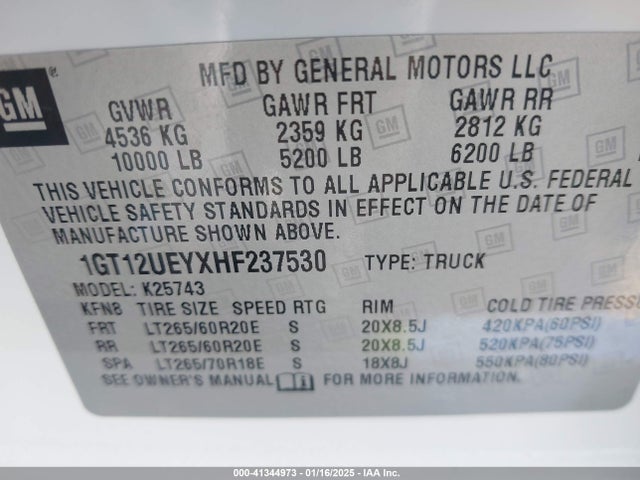 GM ®
MFD BY GENERAL MOTORS LLC
GVWR GAWR FRT GAWR RR
4536 KG 2359 KG 2812 KG
10000 LB 5200 LB 6200 LB
THIS VEHICLE CONFORMS TO ALL APPLICABLE U.S. FEDERAL
VEHICLE SAFETY STANDARDS IN EFFECT ON THE DATE OF
MANUFACTURE SHOWN ABOVE.
1GT12UEYXHF237530 TYPE: TRUCK
MODEL: K25743
KFN8 TIRE SIZE SPEED RTG RIM COLD TIRE PRESSU
FRT LT265/60R20E S 20X8.5J 420KPA(60PSI)
RR LT265/60R20E S 20X8.5J 520KPA(75PSI)
SPA LT265/70R18E S 18X8J 550KPA(80PSI)
SEE OWNER'S MANUAL FOR MORE INFORMATION.
000-41344973 - 01/16/2025 - IAA Inc.